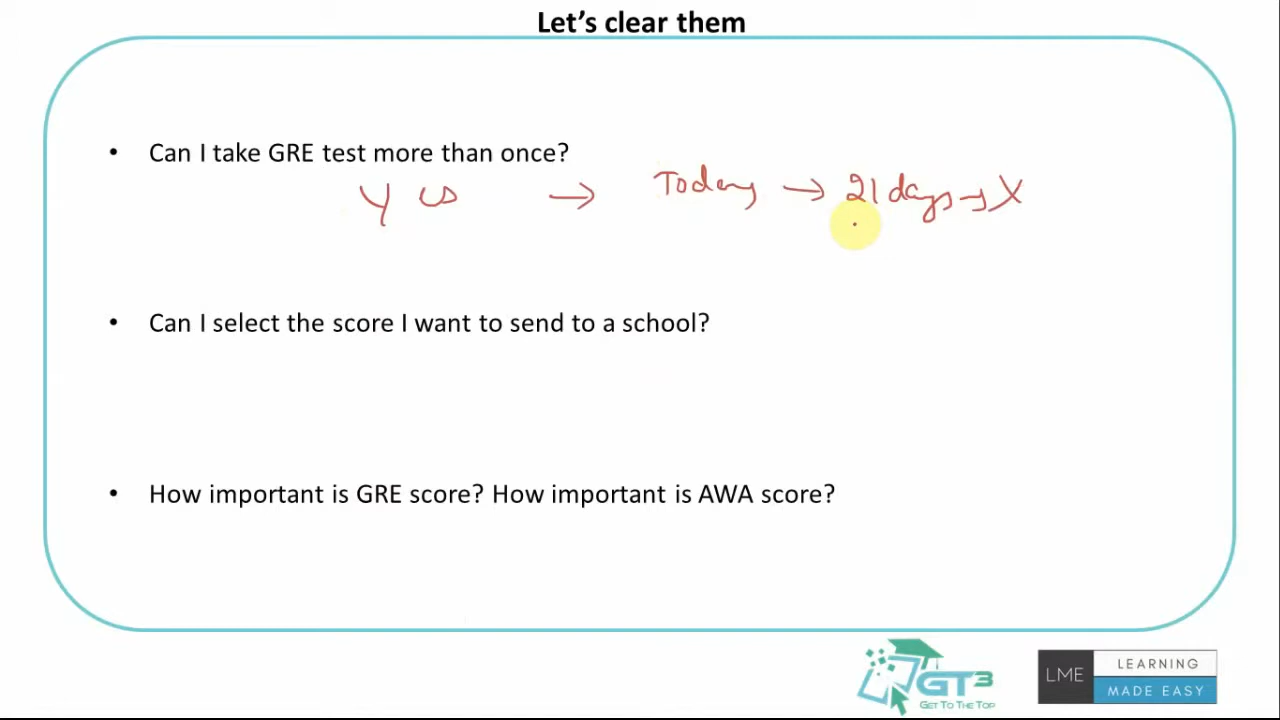 Let's clear them
• Can I take GRE test more than once?
Yes → Today → 21 days → X
• Can I select the score I want to send to a school?
• How important is GRE score? How important is AWA score?
GT3
GET TO THE TOP
LME
LEARNING
MADE EASY